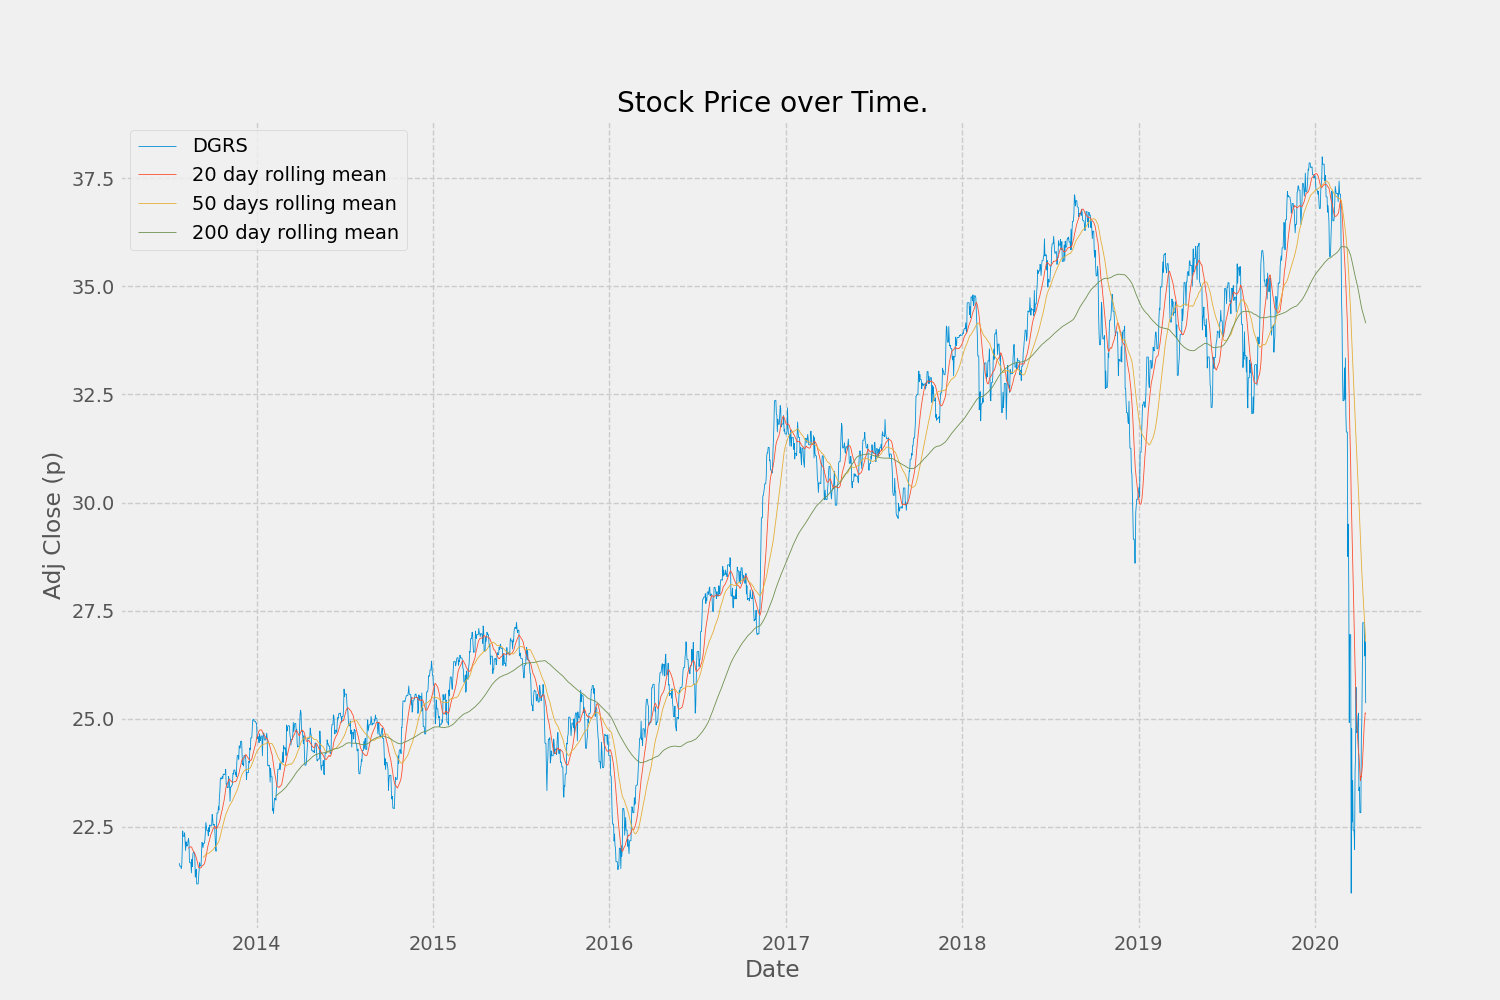 Stock Price over Time.
DGRS
20 day rolling mean
50 days rolling mean
200 day rolling mean
37.5
35.0
32.5
30.0
27.5
25.0
22.5
Adj Close (p)
2014 2015 2016 2017 2018 2019 2020
Date